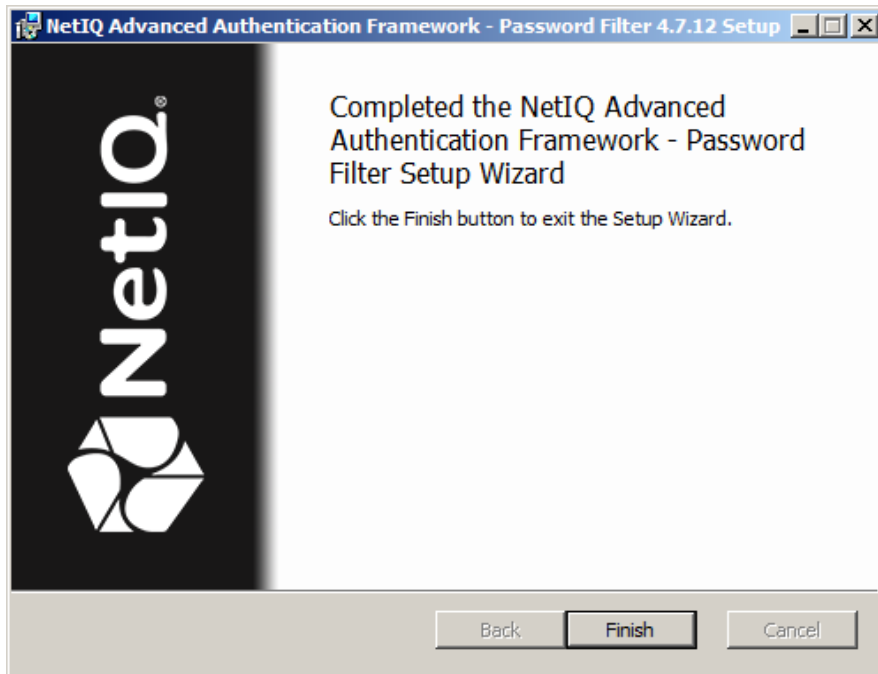 NetIQ Advanced Authentication Framework - Password Filter 4.7.12 Setup
NetIQ®
Completed the NetIQ Advanced
Authentication Framework - Password
Filter Setup Wizard
Click the Finish button to exit the Setup Wizard.
Back
Finish
Cancel